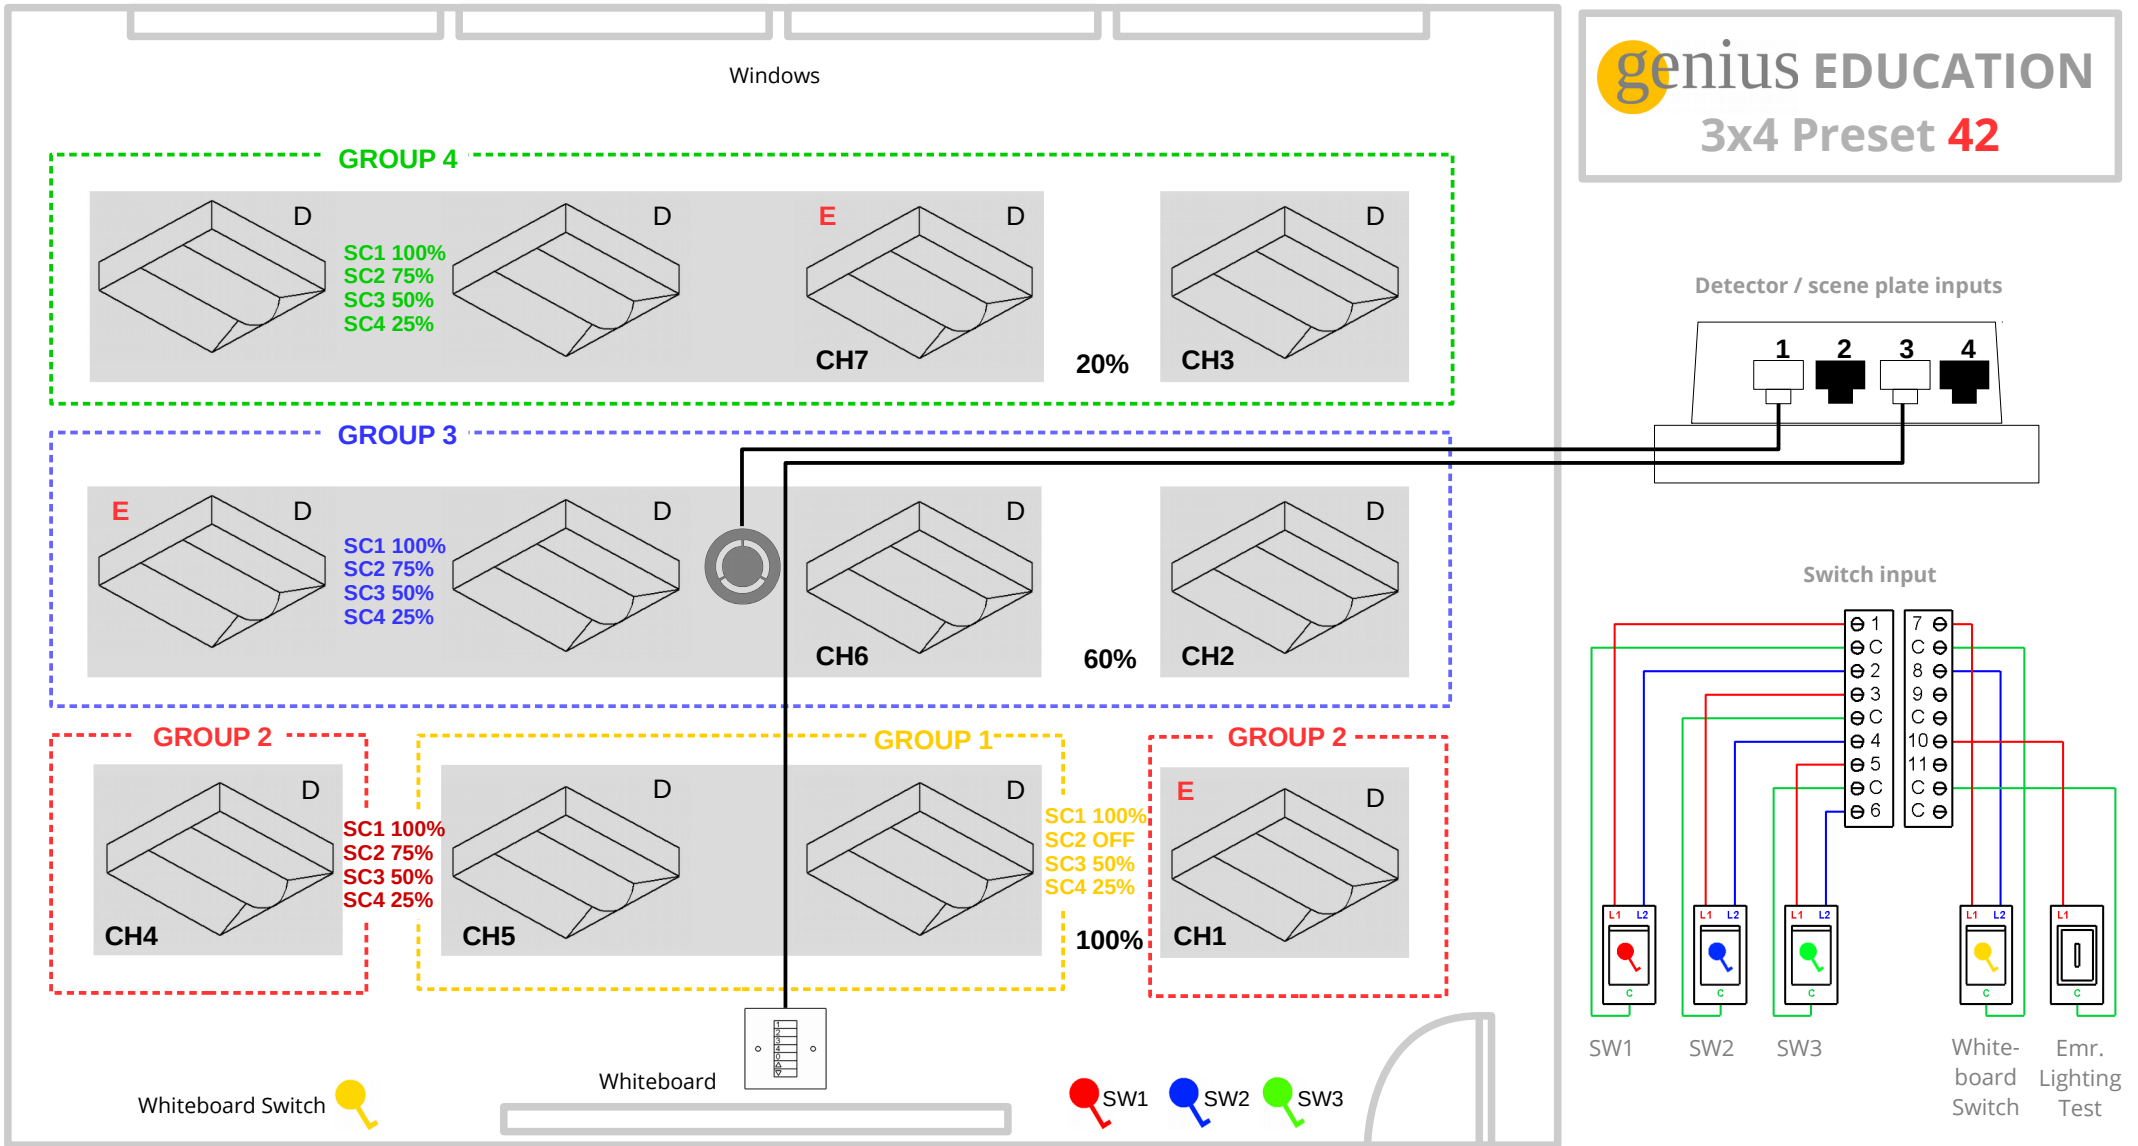 genius EDUCATION
3x4 Preset 42
Windows
GROUP 4
D
D
E
D
D
SC1 100%
SC2 75%
SC3 50%
SC4 25%
CH7
20%
CH3
Detector / scene plate inputs
1
2
3
4
GROUP 3
E
D
D
D
D
SC1 100%
SC2 75%
SC3 50%
SC4 25%
CH6
60%
CH2
Switch input
1
C
2
3
C
4
5
C
6
7
C
8
9
C
10
11
C
C
GROUP 2
D
SC1 100%
SC2 75%
SC3 50%
SC4 25%
CH4
GROUP 1
D
D
SC1 100%
SC2 OFF
SC3 50%
SC4 25%
CH5
100%
GROUP 2
E
D
CH1
L1 L2
C
L1 L2
C
L1 L2
C
L1 L2
C
L1
C
SW1
SW2
SW3
White-
board
Switch
Emr.
Lighting
Test
1
2
3
4
0
Whiteboard
Whiteboard Switch
SW1
SW2
SW3